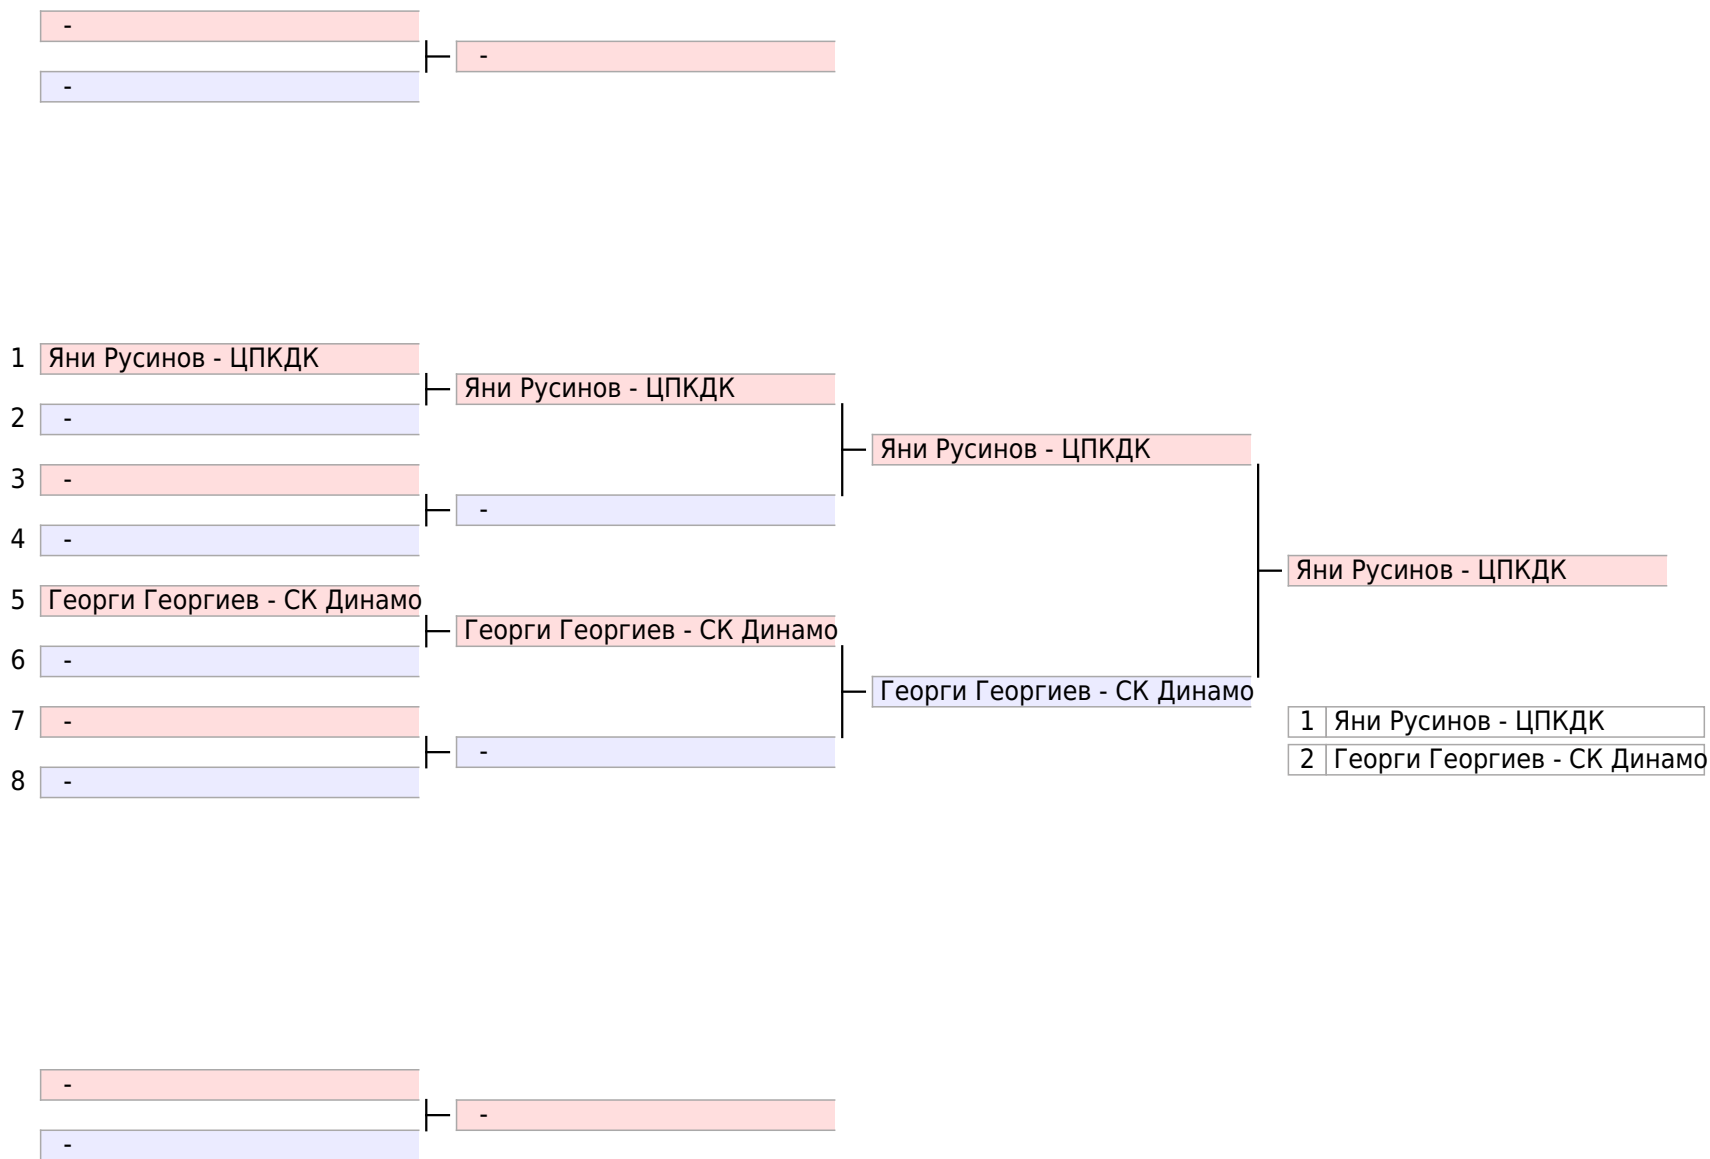 -
-
-
1 Яни Русинов - ЦПКДК
Яни Русинов - ЦПКДК
2 -
Яни Русинов - ЦПКДК
3 -
-
4 -
Яни Русинов - ЦПКДК
5 Георги Георгиев - СК Динамо
Георги Георгиев - СК Динамо
6 -
Георги Георгиев - СК Динамо
7 -
1 Яни Русинов - ЦПКДК
-
2 Георги Георгиев - СК Динамо
8 -
-
-
-